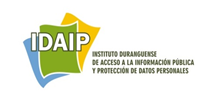 IDAIP
INSTITUTO DURANGUENSE
DE ACCESO A LA INFORMACIÓN PÚBLICA
Y PROTECCIÓN DE DATOS PERSONALES